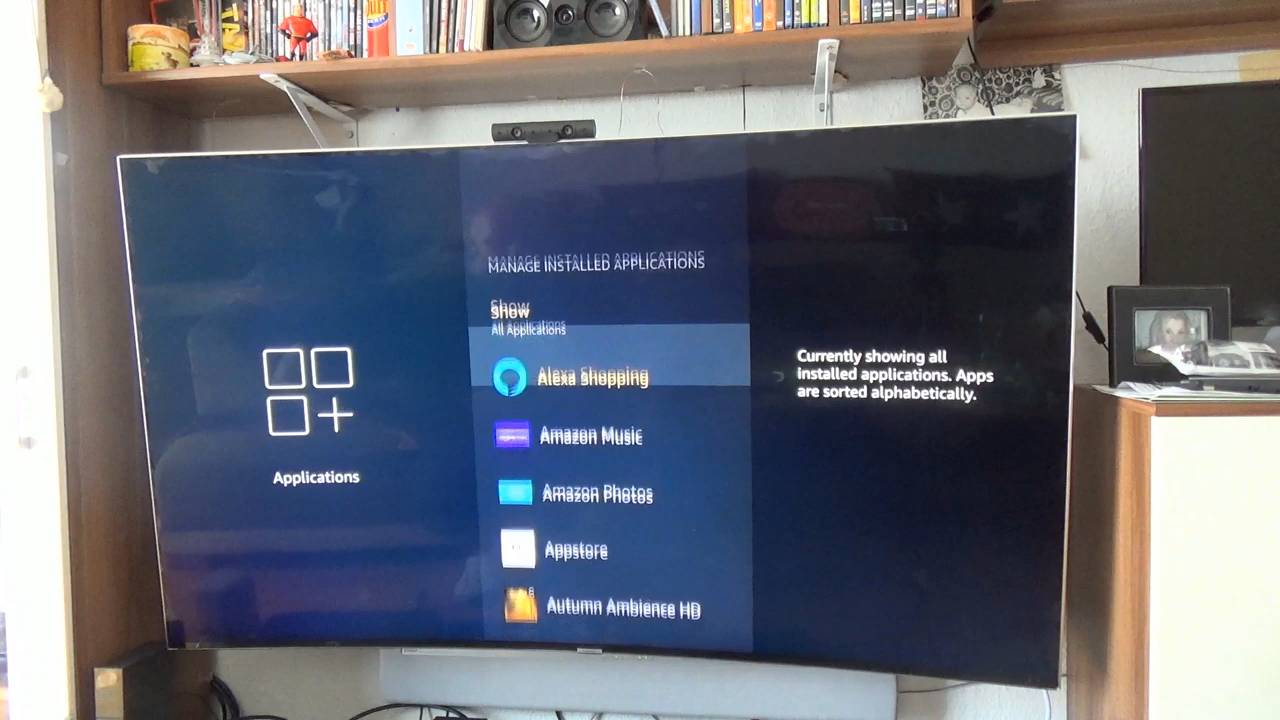 MANAGE INSTALLED APPLICATIONS
Show
All Applications
Alexa Shopping
Amazon Music
Amazon Photos
Appstore
Autumn Ambience HD
Applications
Currently showing all
installed applications. Apps
are sorted alphabetically.